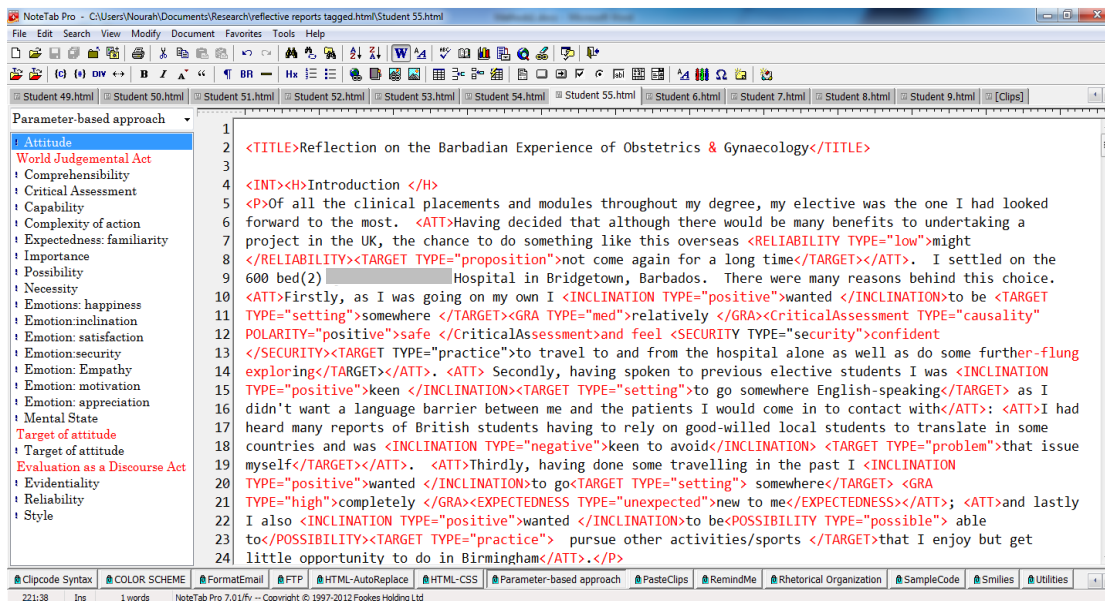 NoteTab Pro - C:\Users\Nourah\Documents\Research\reflective reports tagged.html\Student 55.html
File Edit Search View Modify Document Favorites Tools Help
Student 49.html Student 50.html Student 51.html Student 52.html Student 53.html Student 54.html Student 55.html Student 6.html Student 7.html Student 8.html Student 9.html [Clips]
Parameter-based approach
Attitude
World Judgemental Act
Comprehensibility
Critical Assessment
Capability
Complexity of action
Expectedness: familiarity
Importance
Possibility
Necessity
Emotions: happiness
Emotion:inclination
Emotion: satisfaction
Emotion:security
Emotion: Empathy
Emotion: motivation
Emotion: appreciation
Mental State
Target of attitude
Target of attitude
Evaluation as a Discourse Act
Evidentiality
Reliability
Style
1
2 <TITLE>Reflection on the Barbadian Experience of Obstetrics & Gynaecology</TITLE>
3
4 <INT><H>Introduction </H>
5 <P>Of all the clinical placements and modules throughout my degree, my elective was the one I had looked
6 forward to the most. <ATT>Having decided that although there would be many benefits to undertaking a
7 project in the UK, the chance to do something like this overseas <RELIABILITY TYPE="low">might
8 </RELIABILITY><TARGET TYPE="proposition">not come again for a long time</TARGET></ATT>. I settled on the
9 600 bed(2) Hospital in Bridgetown, Barbados. There were many reasons behind this choice.
10 <ATT>Firstly, as I was going on my own I <INCLINATION TYPE="positive">wanted </INCLINATION>to be <TARGET
11 TYPE="setting">somewhere </TARGET><GRA TYPE="med">relatively </GRA><CriticalAssessment TYPE="causality"
12 POLARITY="positive">safe </CriticalAssessment>and feel <SECURITY TYPE="security">confident
13 </SECURITY><TARGET TYPE="practice">to travel to and from the hospital alone as well as do some further-flung
14 exploring</TARGET></ATT>. <ATT> Secondly, having spoken to previous elective students I was <INCLINATION
15 TYPE="positive">keen </INCLINATION><TARGET TYPE="setting">to go somewhere English-speaking</TARGET> as I
16 didn't want a language barrier between me and the patients I would come in to contact with</ATT>: <ATT>I had
17 heard many reports of British students having to rely on good-willed local students to translate in some
18 countries and was <INCLINATION TYPE="negative">keen to avoid</INCLINATION> <TARGET TYPE="problem">that issue
19 myself</TARGET></ATT>. <ATT>Thirdly, having done some travelling in the past I <INCLINATION
20 TYPE="positive">wanted </INCLINATION>to go<TARGET TYPE="setting"> somewhere</TARGET> <GRA
21 TYPE="high">completely </GRA><EXPECTEDNESS TYPE="unexpected">new to me</EXPECTEDNESS></ATT>; <ATT>and lastly
22 I also <INCLINATION TYPE="positive">wanted </INCLINATION>to be<POSSIBILITY TYPE="possible"> able
23 to</POSSIBILITY><TARGET TYPE="practice"> pursue other activities/sports </TARGET>that I enjoy but get
24 little opportunity to do in Birmingham</ATT>.</P>
Clipcode Syntax COLOR SCHEME FormatEmail FTP HTML-AutoReplace HTML-CSS Parameter-based approach PasteClips RemindMe Rhetorical Organization SampleCode Smilies Utilities
221:38 Ins 1 words NoteTab Pro 7.01/fv -- Copyright © 1997-2012 Fookes Holding Ltd